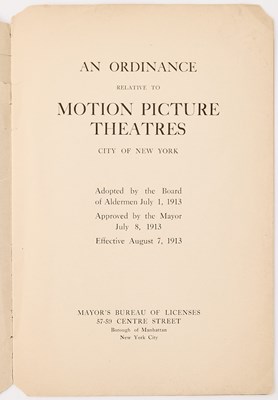 AN ORDINANCE
RELATIVE TO
MOTION PICTURE
THEATRES
CITY OF NEW YORK
Adopted by the Board
of Aldermen July 1, 1913
Approved by the Mayor
July 8, 1913
Effective August 7, 1913
MAYOR'S BUREAU OF LICENSES
57-59 CENTRE STREET
Borough of Manhattan
New York City